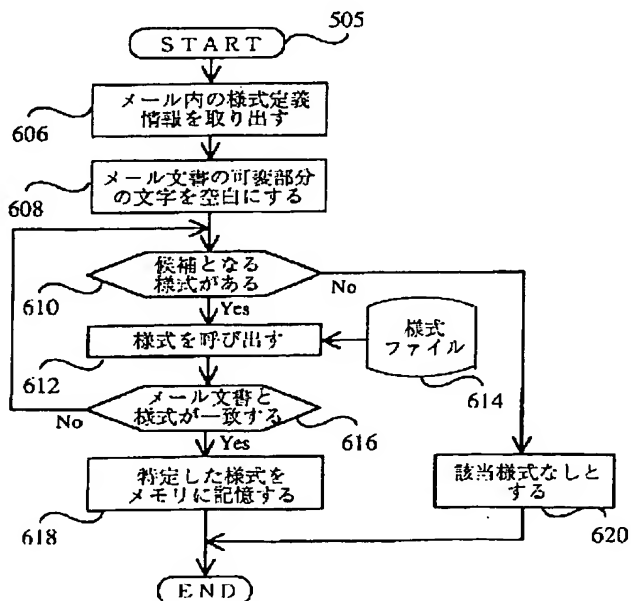 START
505
メール内の様式定義
情報を取り出す
606
メール文書の可変部分
の文字を空白にする
608
候補となる
様式がある
610
No
Yes
様式を呼び出す
612
様式
ファイル
614
メール文書と
様式が一致する
No
616
Yes
特定した様式を
メモリに記憶する
618
該当様式なしと
する
620
END